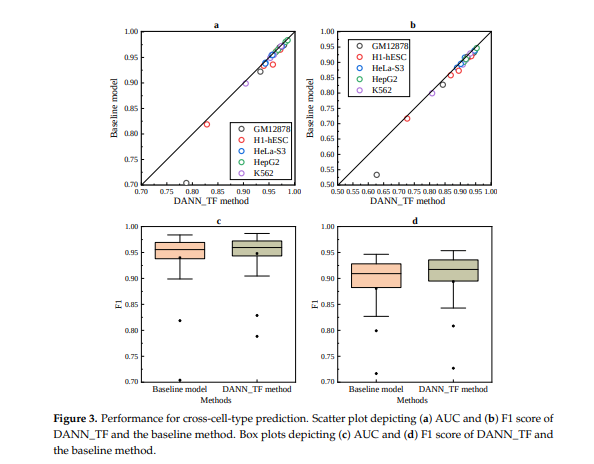 a
1.00
0.95
0.90
0.85
0.80
0.75
0.70
Baseline model
GM12878
H1-hESC
HeLa-S3
HepG2
K562
0.70 0.75 0.80 0.85 0.90 0.95 1.00
DANN_TF method
b
1.00
0.95
0.90
0.85
0.80
0.75
0.70
0.65
0.60
0.55
0.50
Baseline model
GM12878
H1-hESC
HeLa-S3
HepG2
K562
0.50 0.55 0.60 0.65 0.70 0.75 0.80 0.85 0.90 0.95 1.00
DANN_TF method
c
1.00
0.95
0.90
0.85
0.80
0.75
0.70
F1
Baseline model DANN_TF method
Methods
d
1.00
0.95
0.90
0.85
0.80
0.75
0.70
F1
Baseline model DANN_TF method
Methods
Figure 3. Performance for cross-cell-type prediction. Scatter plot depicting (a) AUC and (b) F1 score of
DANN_TF and the baseline method. Box plots depicting (c) AUC and (d) F1 score of DANN_TF and
the baseline method.